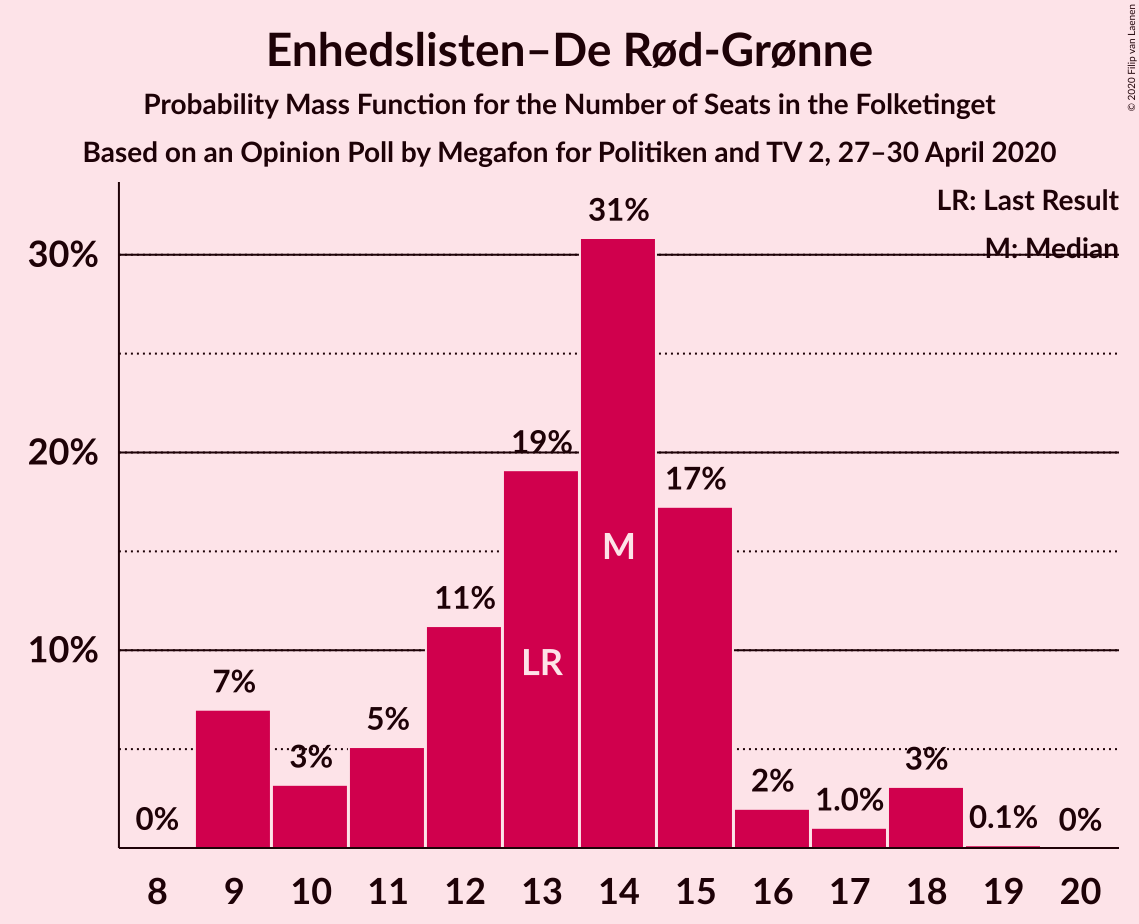 Enhedslisten–De Rød-Grønne
Probability Mass Function for the Number of Seats in the Folketinget
Based on an Opinion Poll by Megafon for Politiken and TV 2, 27–30 April 2020
© 2020 Filip van Laenen
LR: Last Result
M: Median
30%
20%
10%
0%
7%
3%
5%
11%
19%
31%
17%
2%
1.0%
3%
0.1%
0%
LR
M
8 9 10 11 12 13 14 15 16 17 18 19 20